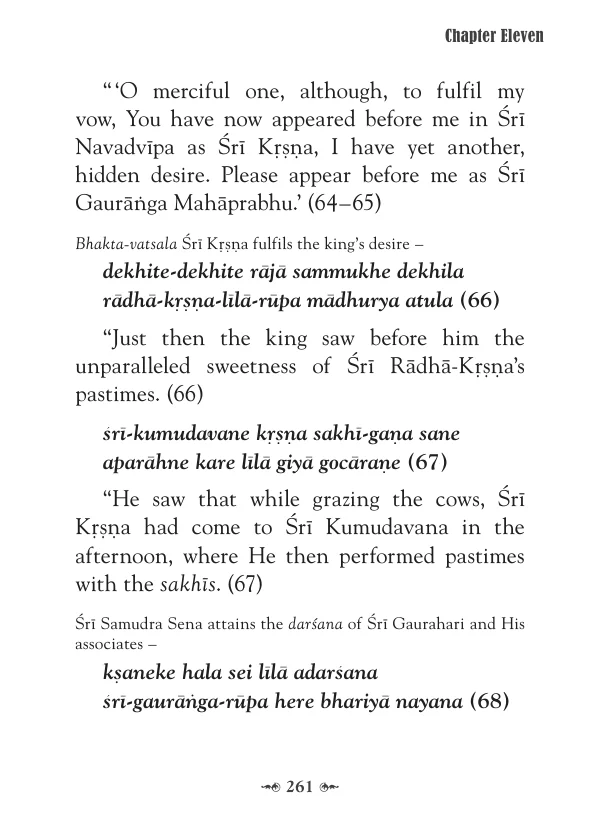 Chapter Eleven
“ ‘O merciful one, although, to fulfil my
vow, You have now appeared before me in Śrī
Navadvīpa as Śrī Kṛṣṇa, I have yet another,
hidden desire. Please appear before me as Śrī
Gaurāṅga Mahāprabhu.’ (64–65)
Bhakta-vatsala Śrī Kṛṣṇa fulfils the king’s desire –
dekhite-dekhite rājā sammukhe dekhila
rādhā-kṛṣṇa-līlā-rūpa mādhurya atula (66)
“Just then the king saw before him the
unparalleled sweetness of Śrī Rādhā-Kṛṣṇa’s
pastimes. (66)
śrī-kumudavane kṛṣṇa sakhī-gaṇa sane
aparāhne kare līlā giyā gocāraṇe (67)
“He saw that while grazing the cows, Śrī
Kṛṣṇa had come to Śrī Kumudavana in the
afternoon, where He then performed pastimes
with the sakhīs. (67)
Śrī Samudra Sena attains the darśana of Śrī Gaurahari and His
associates –
kṣaneke hala sei līlā adarśana
śrī-gaurāṅga-rūpa here bhariyā nayana (68)
261